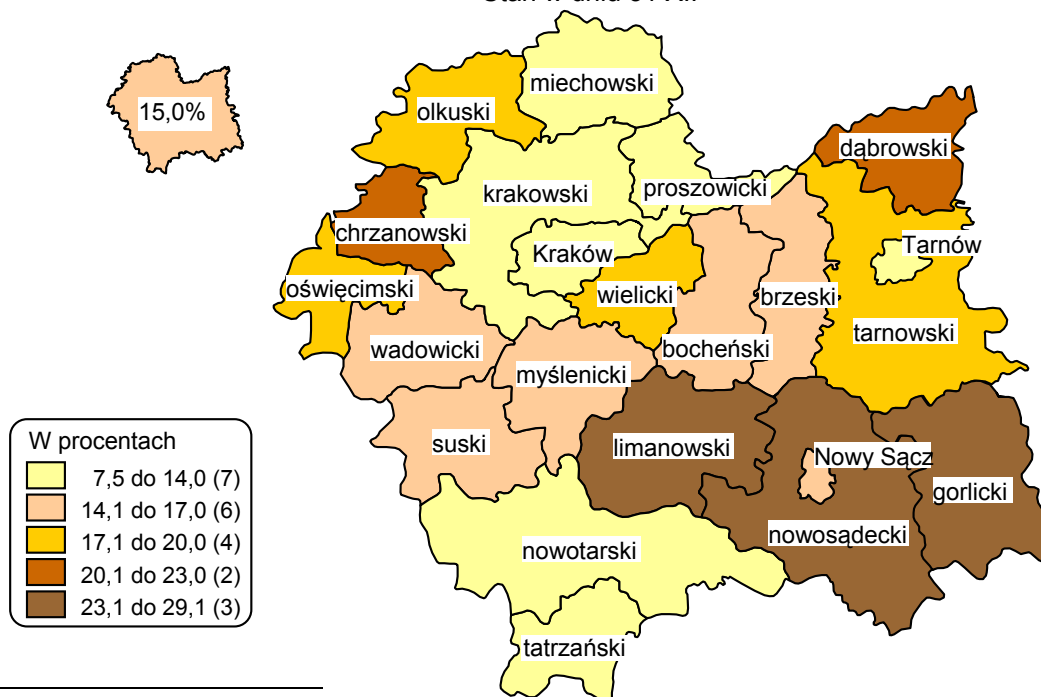 miechowski
15,0%
olkuski
dąbrowski
krakowski
proszowicki
chrzanowski
Kraków
Tarnów
oświęcimski
wielicki
brzeski
tarnowski
wadowicki
bocheński
myślenicki
suski
limanowski
Nowy Sącz
gorlicki
nowosądecki
nowotarski
tatrzański
W procentach
7,5 do 14,0 (7)
14,1 do 17,0 (6)
17,1 do 20,0 (4)
20,1 do 23,0 (2)
23,1 do 29,1 (3)